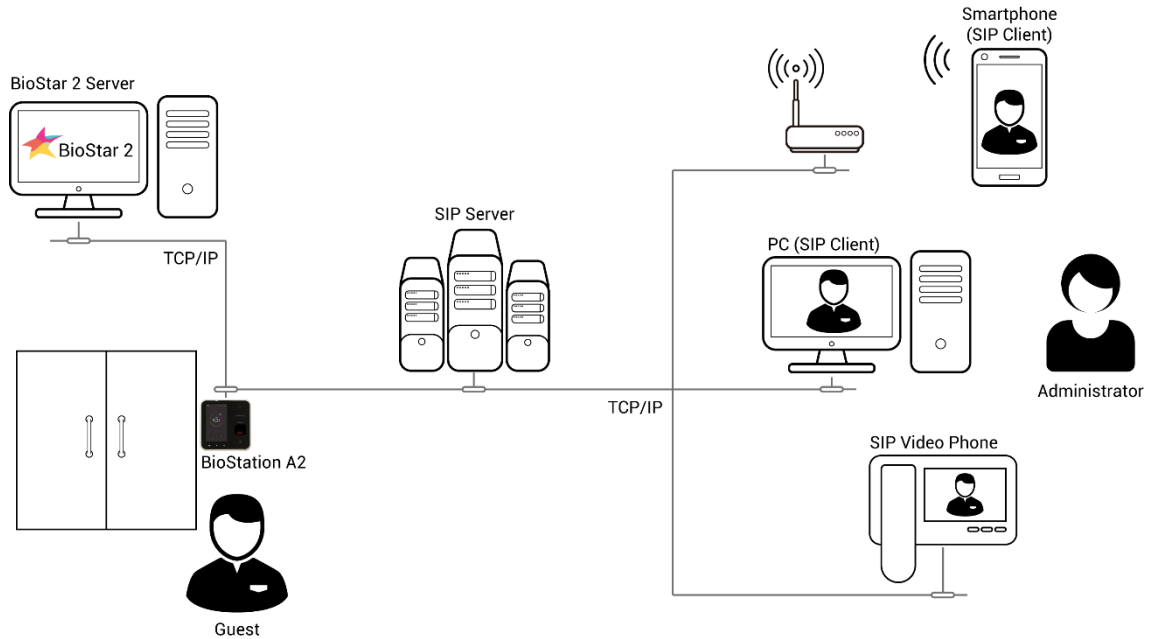 Smartphone
(SIP Client)
BioStar 2 Server
BioStar 2
SIP Server
TCP/IP
PC (SIP Client)
Administrator
TCP/IP
SIP Video Phone
BioStation A2
Guest